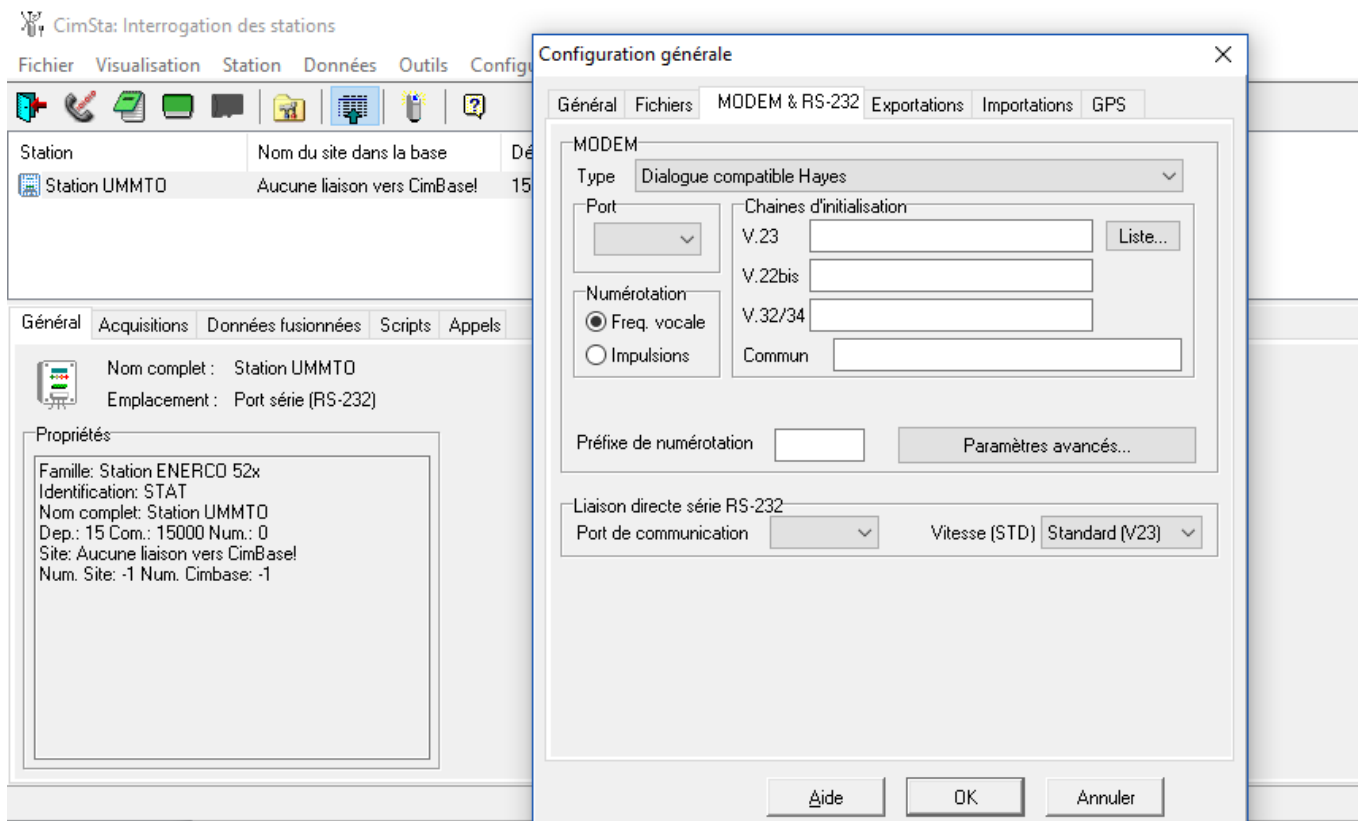 CimSta: Interrogation des stations
Fichier Visualisation Station Données Outils Configu
Station Nom du site dans la base Dé
Station UMMTO Aucune liaison vers CimBase! 15
Général Acquisitions Données fusionnées Scripts Appels
Nom complet : Station UMMTO
Emplacement : Port série (RS-232)
Propriétés
Famille: Station ENERCO 52x
Identification: STAT
Nom complet: Station UMMTO
Dep.: 15 Com.: 15000 Num.: 0
Site: Aucune liaison vers CimBase!
Num. Site: -1 Num. Cimbase: -1
Configuration générale
Général Fichiers MODEM & RS-232 Exportations Importations GPS
MODEM
Type Dialogue compatible Hayes
Port
Chaines d'initialisation
V.23 Liste...
V.22bis
V.32/34
Commun
Numérotation
Freq. vocale
Impulsions
Préfixe de numérotation Paramètres avancés...
Liaison directe série RS-232
Port de communication Vitesse (STD) Standard (V23)
Aide OK Annuler